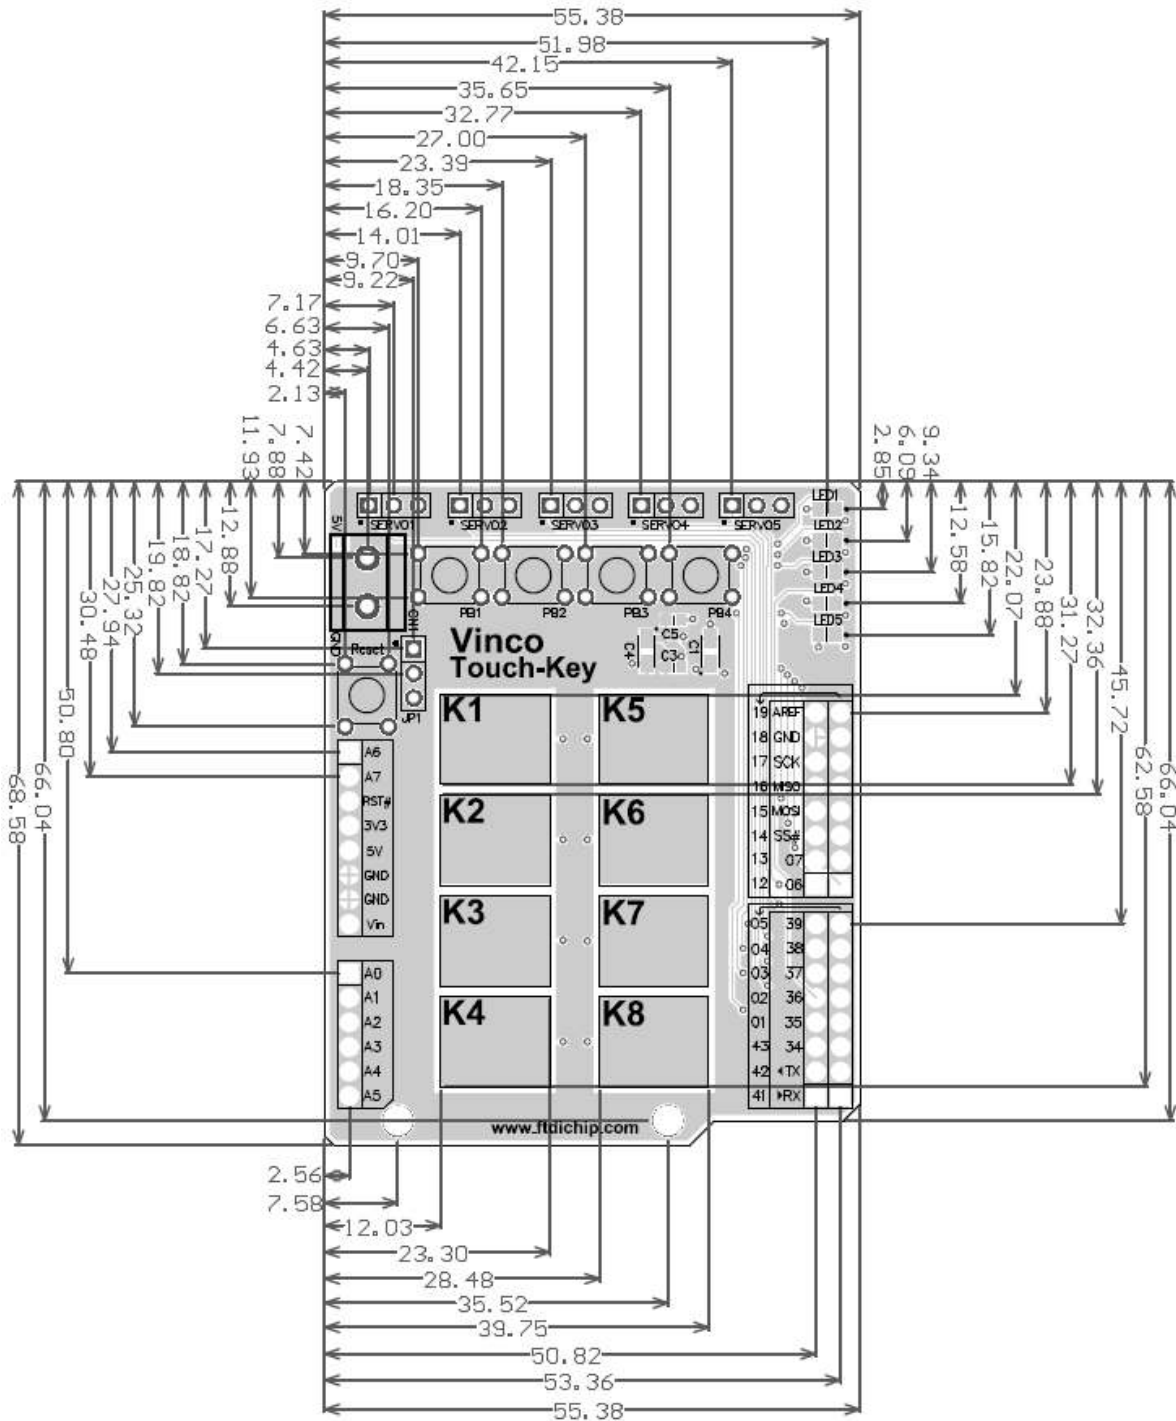 55.38
51.98
42.15
35.65
32.77
27.00
23.39
18.35
16.20
14.01
9.70
9.22
7.17
6.63
4.63
4.42
2.13
11.93
7.88
7.42
2.85
6.09
9.34
68.58
66.04
50.80
30.48
27.94
25.32
19.82
18.82
17.27
12.88
12.58
15.82
22.07
23.88
31.27
32.36
45.72
62.58
66.04
5V
GND
SERVO1
SERVO2
SERVO3
SERVO4
SERVO5
LED1
LED2
LED3
LED4
LED5
PB1
PB2
PB3
PB4
CN1
Reset
JP1
Vinco
Touch-Key
C4
C5
C3
C1
K1
K5
K2
K6
K3
K7
K4
K8
A6
A7
RST#
3V3
5V
GND
GND
Vin
A0
A1
A2
A3
A4
A5
19 AREF
18 GND
17 SCK
16 MISO
15 MOSI
14 SS#
13 07
12 06
05 39
04 38
03 37
02 36
01 35
43 34
42 TX
41 RX
www.ftdichip.com
2.56
7.58
12.03
23.30
28.48
35.52
39.75
50.82
53.36
55.38